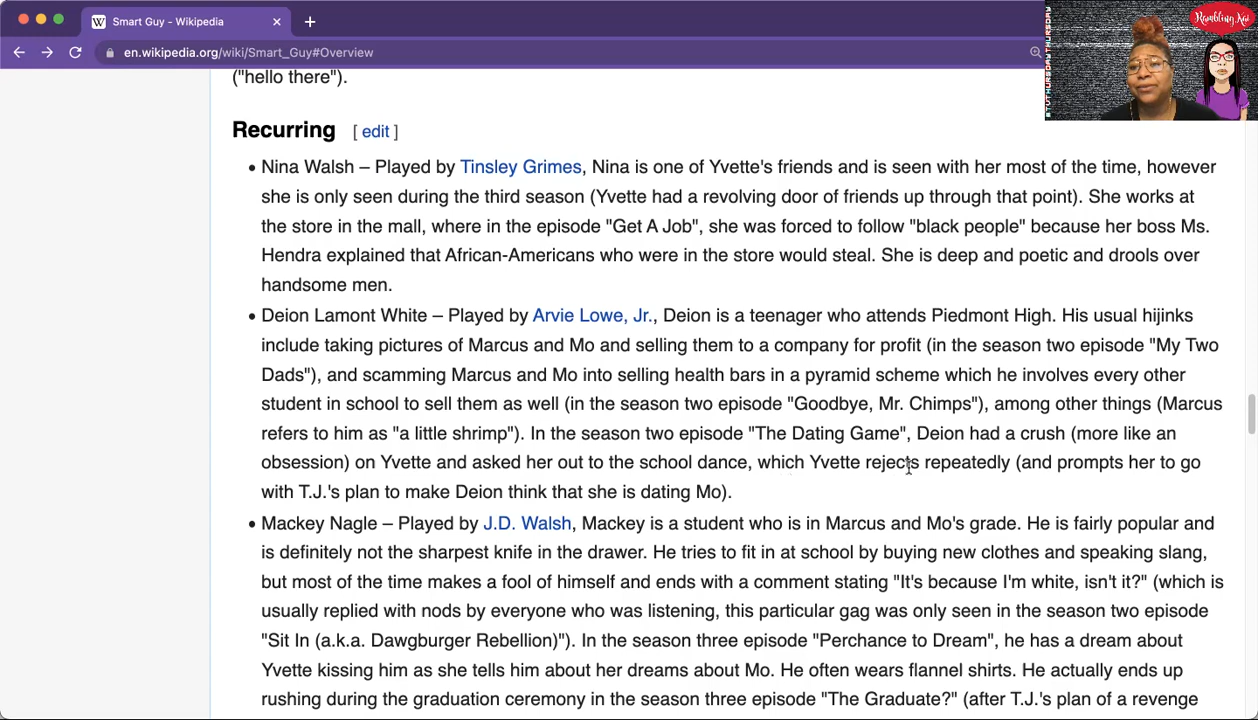 Smart Guy - Wikipedia
en.wikipedia.org/wiki/Smart_Guy#Overview
TVTHURSDAY
Rambling Kai
("hello there").
Recurring [ edit ]
• Nina Walsh – Played by Tinsley Grimes, Nina is one of Yvette's friends and is seen with her most of the time, however
she is only seen during the third season (Yvette had a revolving door of friends up through that point). She works at
the store in the mall, where in the episode "Get A Job", she was forced to follow "black people" because her boss Ms.
Hendra explained that African-Americans who were in the store would steal. She is deep and poetic and drools over
handsome men.
• Deion Lamont White – Played by Arvie Lowe, Jr., Deion is a teenager who attends Piedmont High. His usual hijinks
include taking pictures of Marcus and Mo and selling them to a company for profit (in the season two episode "My Two
Dads"), and scamming Marcus and Mo into selling health bars in a pyramid scheme which he involves every other
student in school to sell them as well (in the season two episode "Goodbye, Mr. Chimps"), among other things (Marcus
refers to him as "a little shrimp"). In the season two episode "The Dating Game", Deion had a crush (more like an
obsession) on Yvette and asked her out to the school dance, which Yvette rejects repeatedly (and prompts her to go
with T.J.'s plan to make Deion think that she is dating Mo).
• Mackey Nagle – Played by J.D. Walsh, Mackey is a student who is in Marcus and Mo's grade. He is fairly popular and
is definitely not the sharpest knife in the drawer. He tries to fit in at school by buying new clothes and speaking slang,
but most of the time makes a fool of himself and ends with a comment stating "It's because I'm white, isn't it?" (which is
usually replied with nods by everyone who was listening, this particular gag was only seen in the season two episode
"Sit In (a.k.a. Dawgburger Rebellion)"). In the season three episode "Perchance to Dream", he has a dream about
Yvette kissing him as she tells him about her dreams about Mo. He often wears flannel shirts. He actually ends up
rushing during the graduation ceremony in the season three episode "The Graduate?" (after T.J.'s plan of a revenge